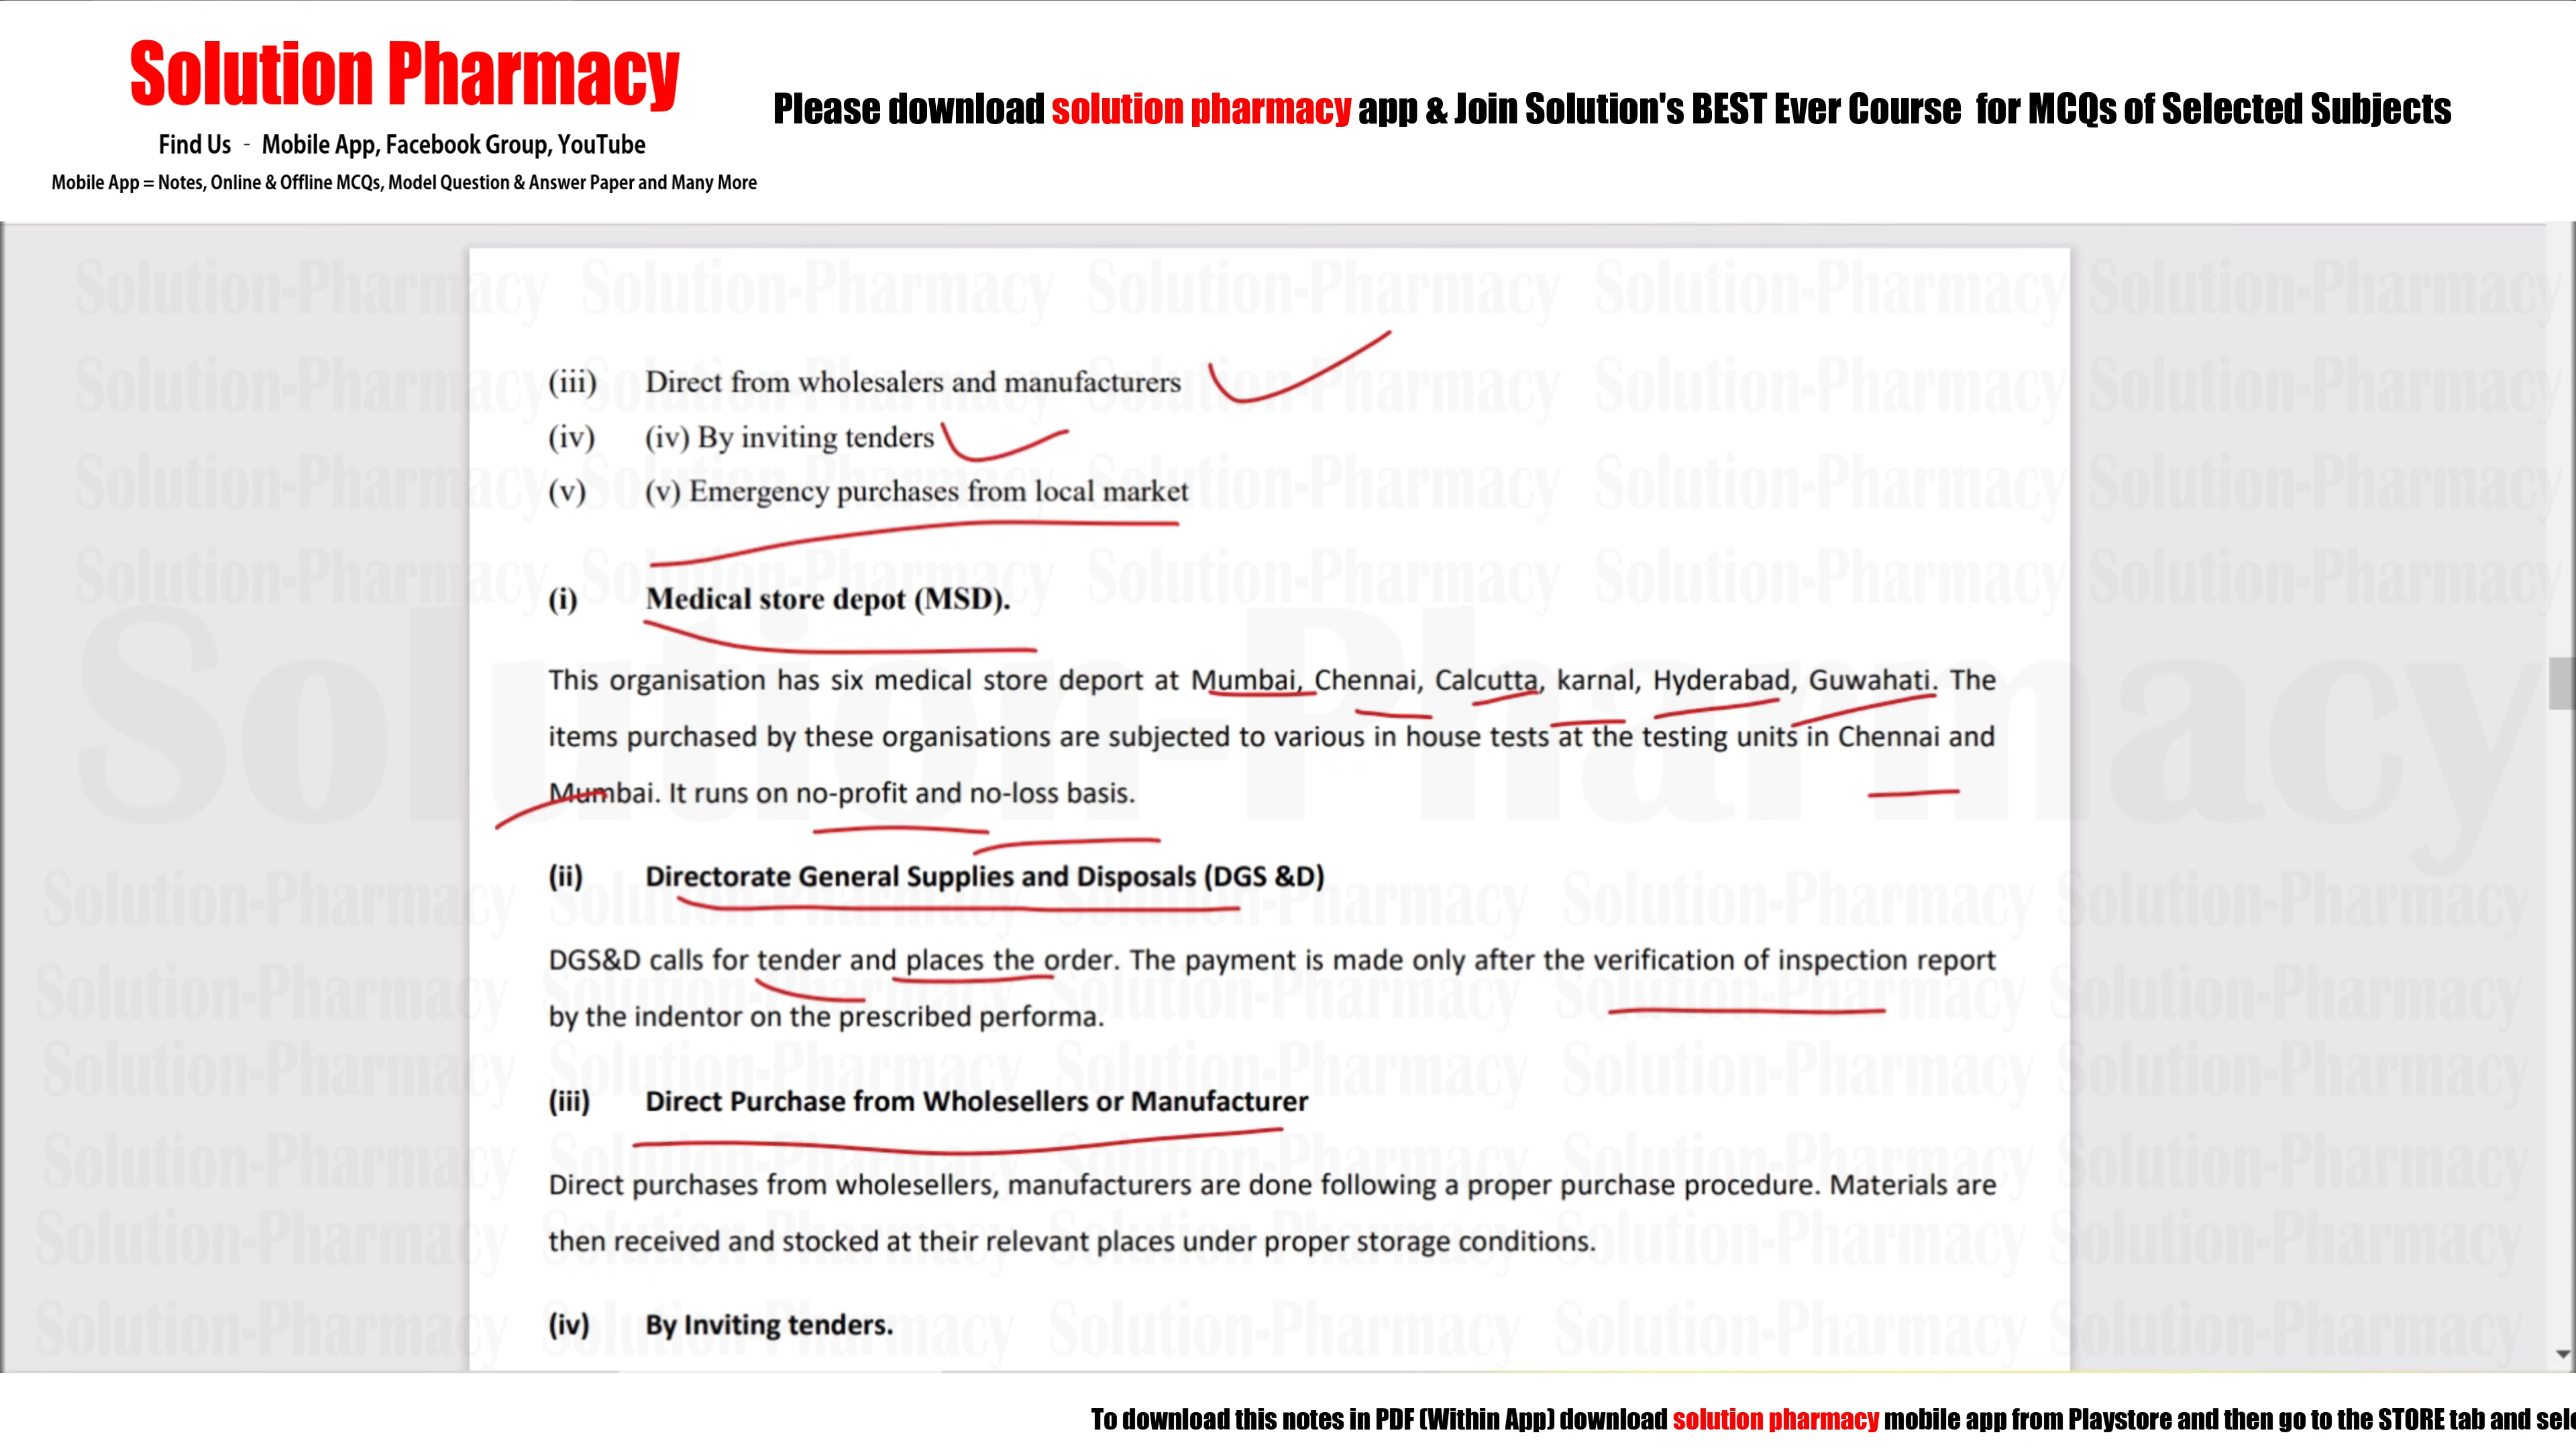 Solution Pharmacy
Find Us - Mobile App, Facebook Group, YouTube
Mobile App = Notes, Online & Offline MCQs, Model Question & Answer Paper and Many More
Please download solution pharmacy app & Join Solution's BEST Ever Course for MCQs of Selected Subjects
(iii) Direct from wholesalers and manufacturers
(iv) (iv) By inviting tenders
(v) (v) Emergency purchases from local market
(i) Medical store depot (MSD).
This organisation has six medical store deport at Mumbai, Chennai, Calcutta, karnal, Hyderabad, Guwahati. The
items purchased by these organisations are subjected to various in house tests at the testing units in Chennai and
Mumbai. It runs on no-profit and no-loss basis.
(ii) Directorate General Supplies and Disposals (DGS &D)
DGS&D calls for tender and places the order. The payment is made only after the verification of inspection report
by the indentor on the prescribed performa.
(iii) Direct Purchase from Wholesellers or Manufacturer
Direct purchases from wholesellers, manufacturers are done following a proper purchase procedure. Materials are
then received and stocked at their relevant places under proper storage conditions.
(iv) By Inviting tenders.
To download this notes in PDF (Within App) download solution pharmacy mobile app from Playstore and then go to the STORE tab and sele